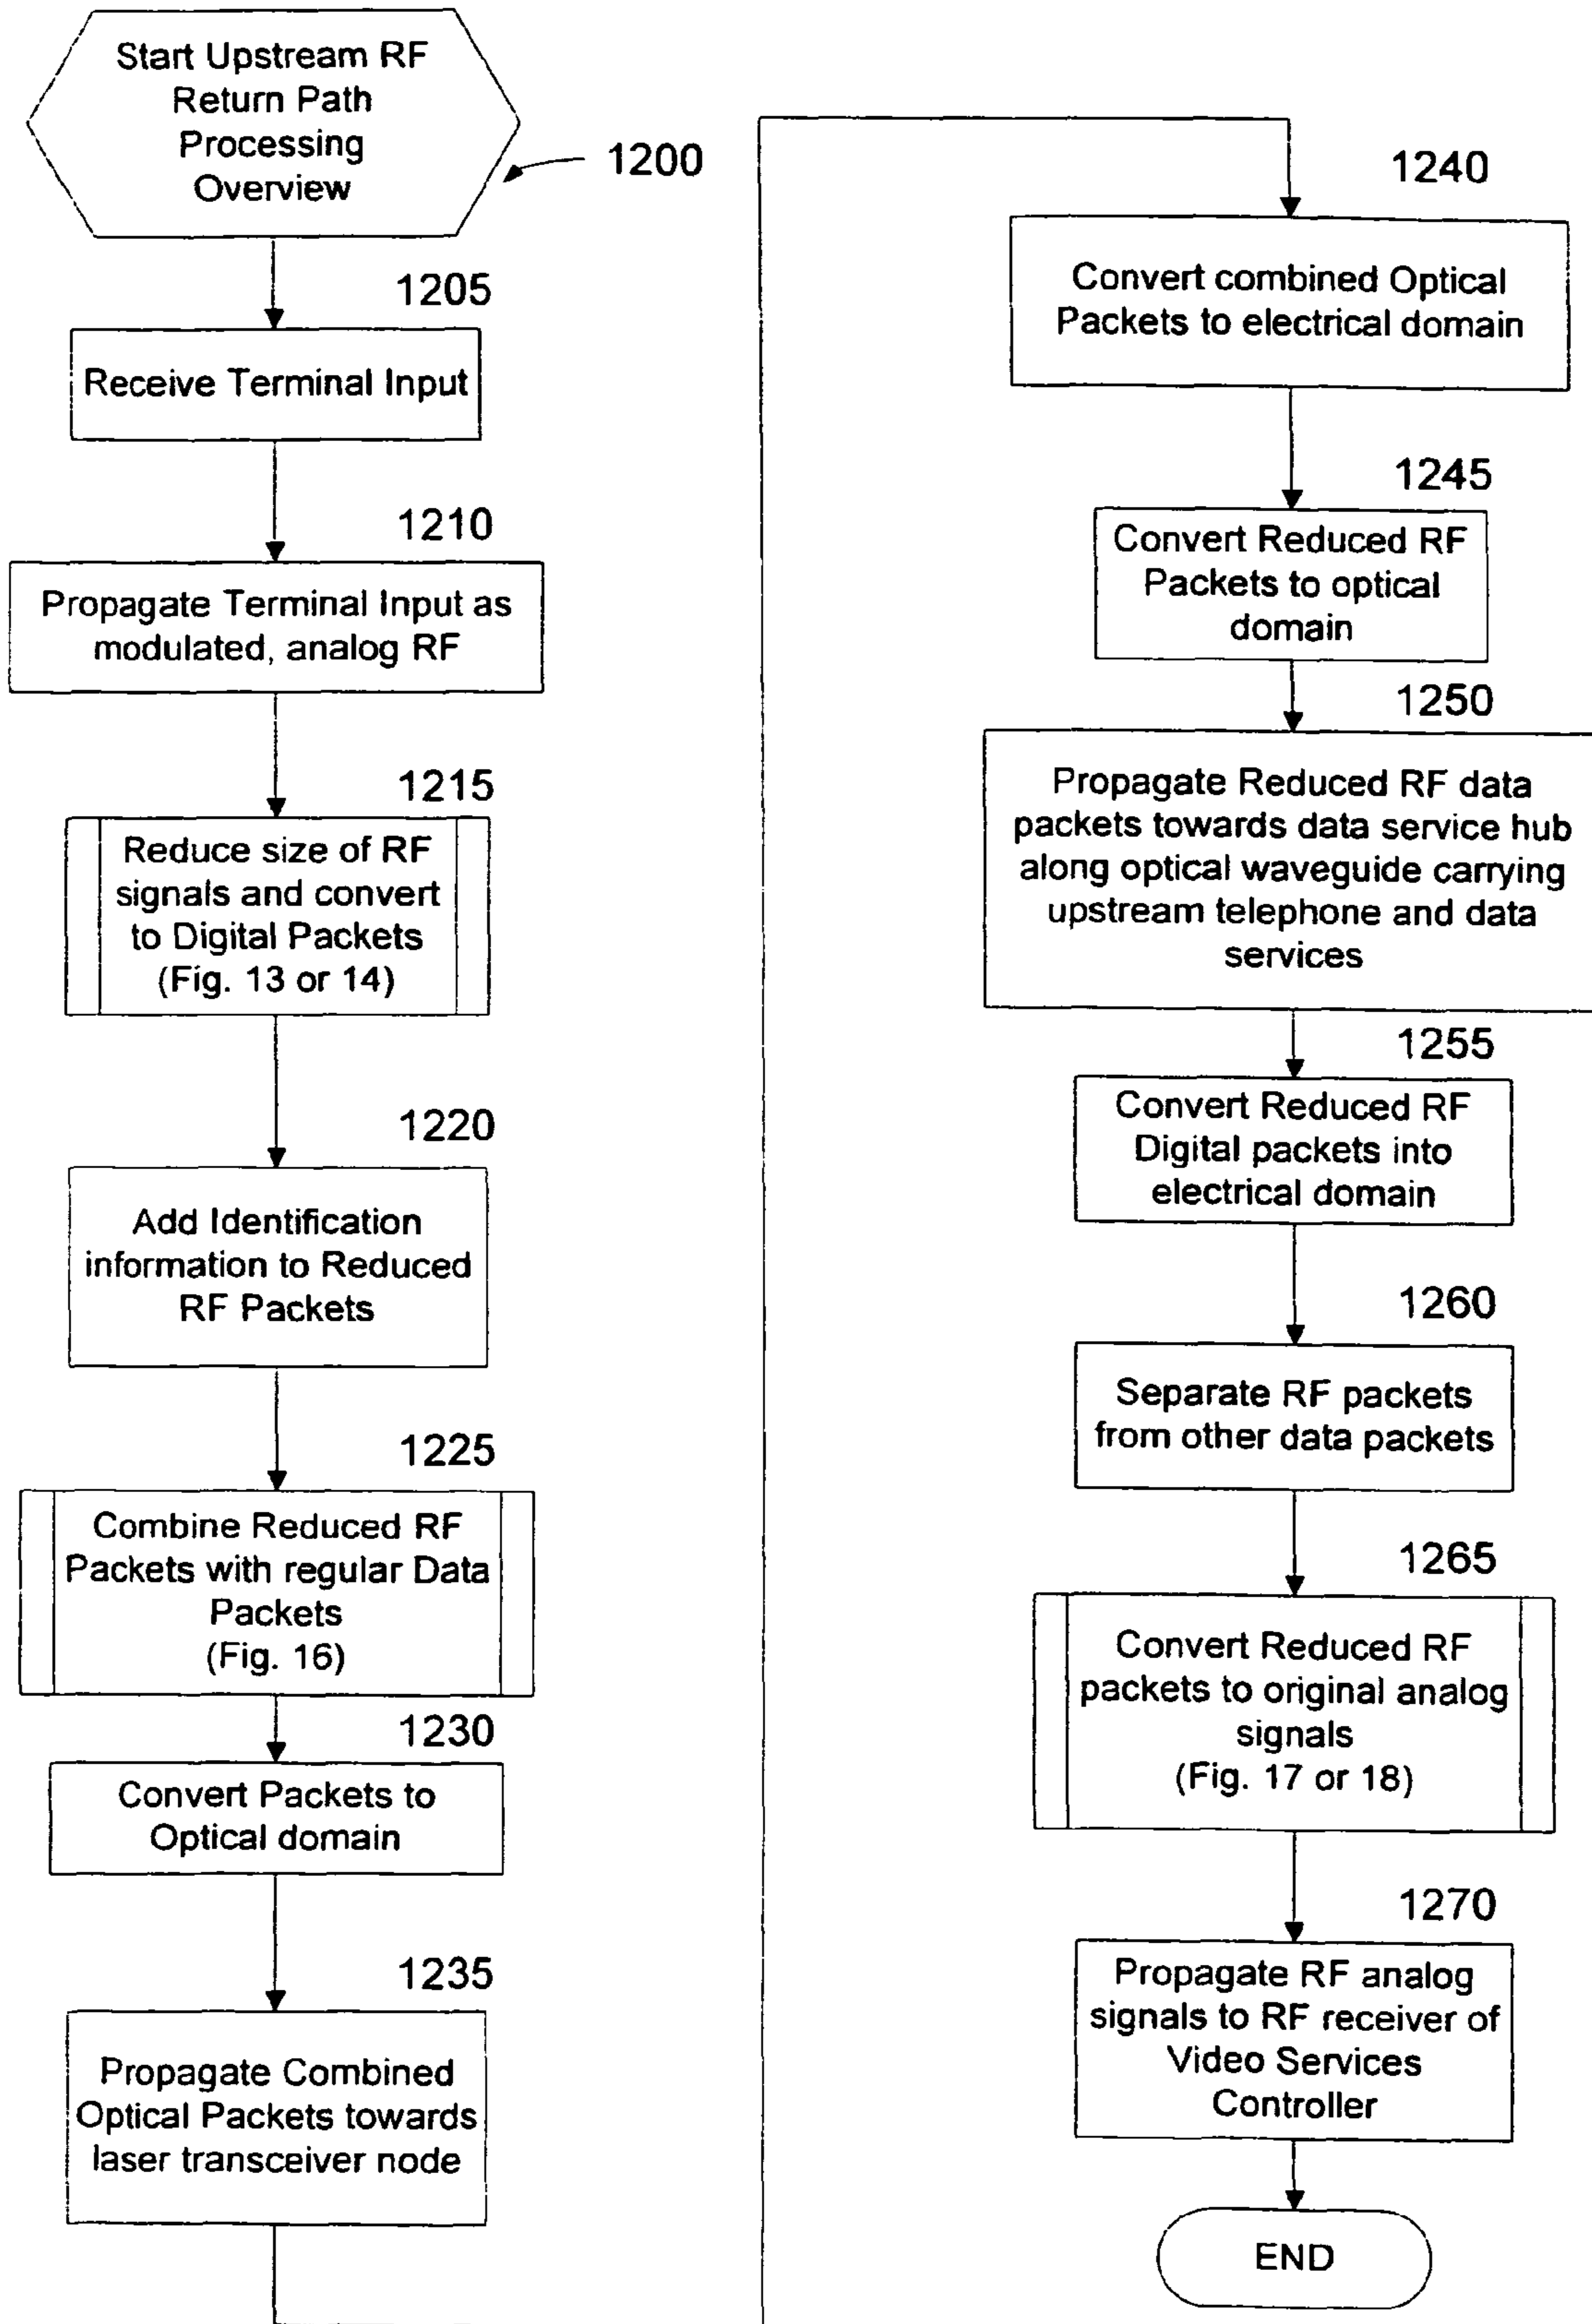 Start Upstream RF
Return Path
Processing
Overview
1200
1205
Receive Terminal Input
1210
Propagate Terminal Input as
modulated, analog RF
1215
Reduce size of RF
signals and convert
to Digital Packets
(Fig. 13 or 14)
1220
Add Identification
information to Reduced
RF Packets
1225
Combine Reduced RF
Packets with regular Data
Packets
(Fig. 16)
1230
Convert Packets to
Optical domain
1235
Propagate Combined
Optical Packets towards
laser transceiver node
1240
Convert combined Optical
Packets to electrical domain
1245
Convert Reduced RF
Packets to optical
domain
1250
Propagate Reduced RF data
packets towards data service hub
along optical waveguide carrying
upstream telephone and data
services
1255
Convert Reduced RF
Digital packets into
electrical domain
1260
Separate RF packets
from other data packets
1265
Convert Reduced RF
packets to original analog
signals
(Fig. 17 or 18)
1270
Propagate RF analog
signals to RF receiver of
Video Services
Controller
END